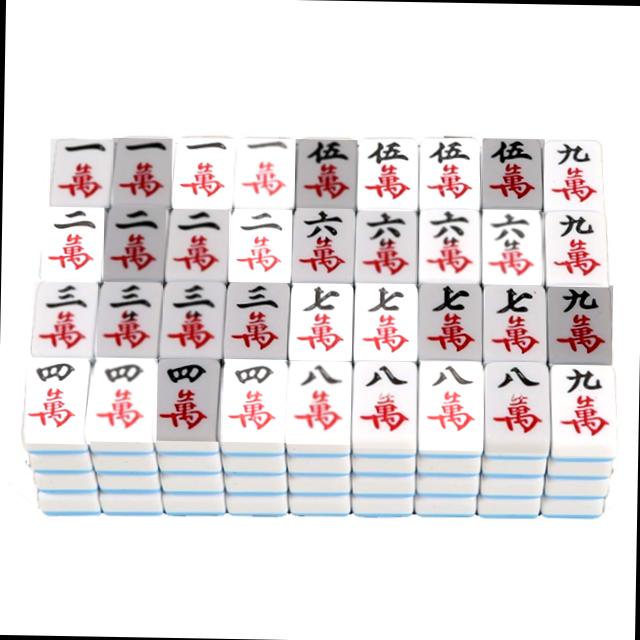 一萬 一萬 一萬 一萬 伍萬 伍萬 伍萬 伍萬 九萬
二萬 二萬 二萬 二萬 六萬 六萬 六萬 六萬 九萬
三萬 三萬 三萬 三萬 七萬 七萬 七萬 七萬 九萬
四萬 四萬 四萬 四萬 八萬 八萬 八萬 八萬 九萬